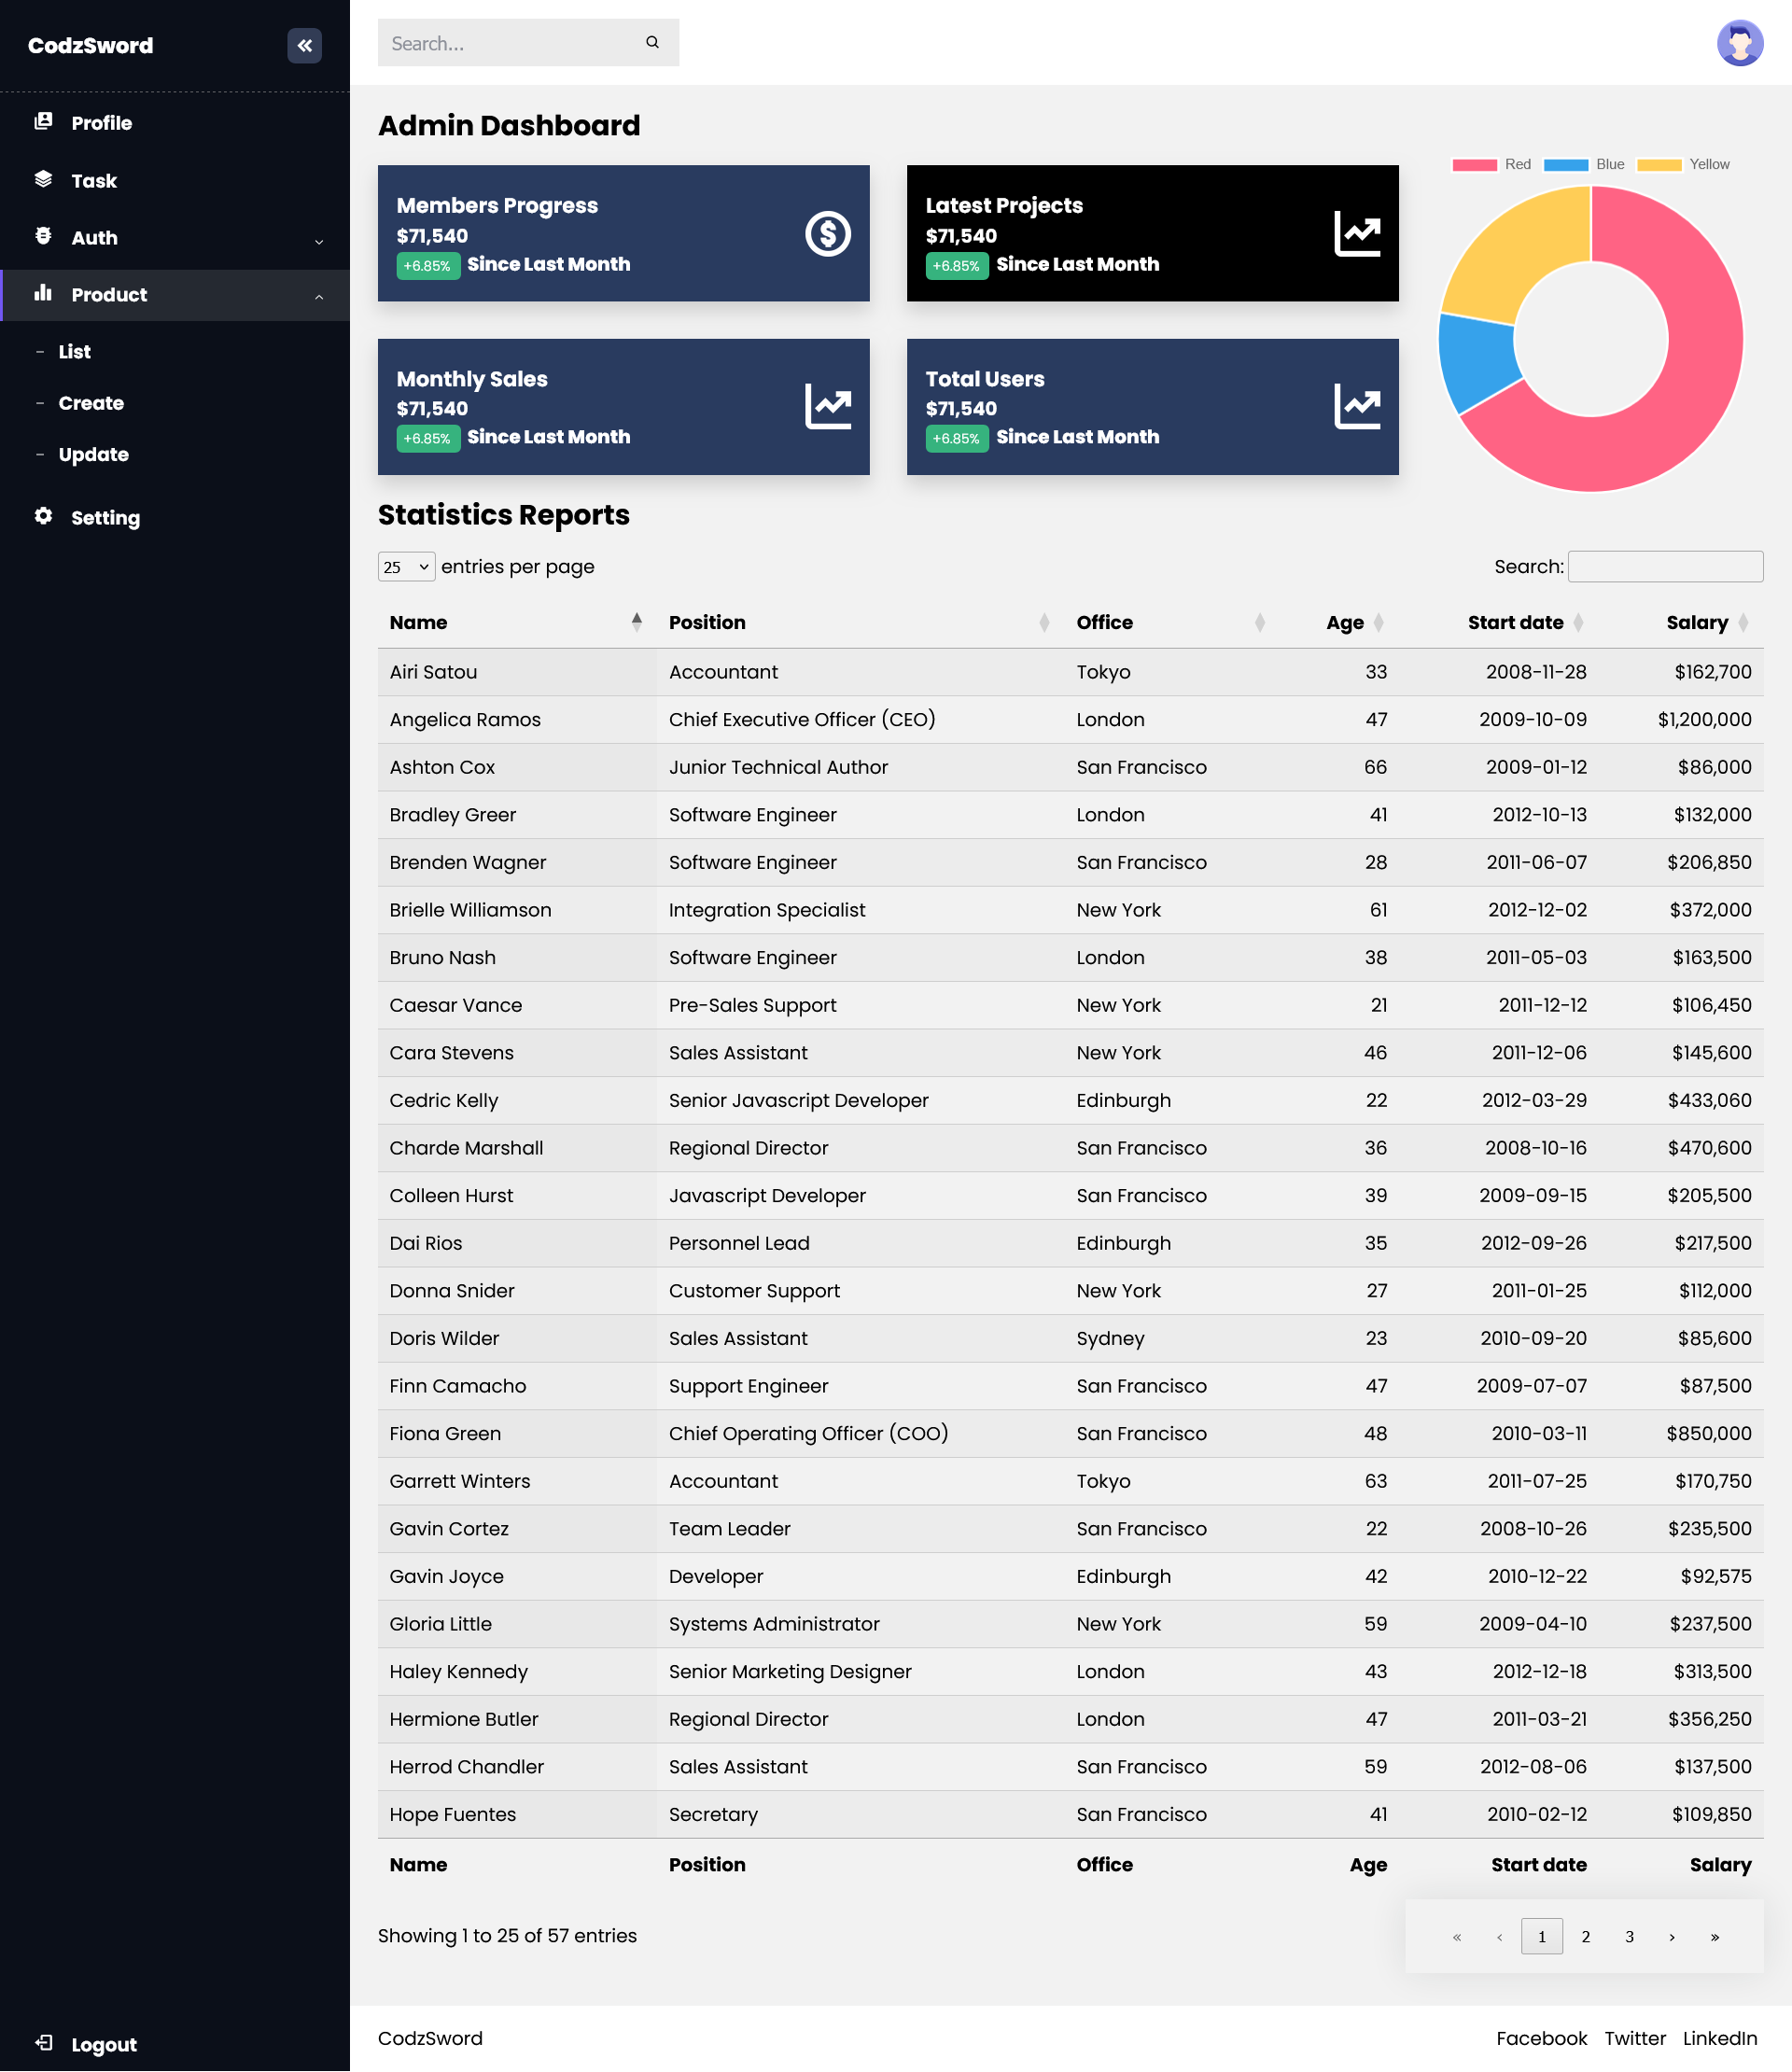 CodzSword
Profile
Task
Auth
Product
- List
- Create
- Update
Setting
Logout
Search...
Admin Dashboard
Members Progress
$71,540
+6.85% Since Last Month
Latest Projects
$71,540
+6.85% Since Last Month
Monthly Sales
$71,540
+6.85% Since Last Month
Total Users
$71,540
+6.85% Since Last Month
Red Blue Yellow
Statistics Reports
25 entries per page
Search:
Name Position Office Age Start date Salary
Airi Satou Accountant Tokyo 33 2008-11-28 $162,700
Angelica Ramos Chief Executive Officer (CEO) London 47 2009-10-09 $1,200,000
Ashton Cox Junior Technical Author San Francisco 66 2009-01-12 $86,000
Bradley Greer Software Engineer London 41 2012-10-13 $132,000
Brenden Wagner Software Engineer San Francisco 28 2011-06-07 $206,850
Brielle Williamson Integration Specialist New York 61 2012-12-02 $372,000
Bruno Nash Software Engineer London 38 2011-05-03 $163,500
Caesar Vance Pre-Sales Support New York 21 2011-12-12 $106,450
Cara Stevens Sales Assistant New York 46 2011-12-06 $145,600
Cedric Kelly Senior Javascript Developer Edinburgh 22 2012-03-29 $433,060
Charde Marshall Regional Director San Francisco 36 2008-10-16 $470,600
Colleen Hurst Javascript Developer San Francisco 39 2009-09-15 $205,500
Dai Rios Personnel Lead Edinburgh 35 2012-09-26 $217,500
Donna Snider Customer Support New York 27 2011-01-25 $112,000
Doris Wilder Sales Assistant Sydney 23 2010-09-20 $85,600
Finn Camacho Support Engineer San Francisco 47 2009-07-07 $87,500
Fiona Green Chief Operating Officer (COO) San Francisco 48 2010-03-11 $850,000
Garrett Winters Accountant Tokyo 63 2011-07-25 $170,750
Gavin Cortez Team Leader San Francisco 22 2008-10-26 $235,500
Gavin Joyce Developer Edinburgh 42 2010-12-22 $92,575
Gloria Little Systems Administrator New York 59 2009-04-10 $237,500
Haley Kennedy Senior Marketing Designer London 43 2012-12-18 $313,500
Hermione Butler Regional Director London 47 2011-03-21 $356,250
Herrod Chandler Sales Assistant San Francisco 59 2012-08-06 $137,500
Hope Fuentes Secretary San Francisco 41 2010-02-12 $109,850
Name Position Office Age Start date Salary
Showing 1 to 25 of 57 entries
« ‹ 1 2 3 › »
CodzSword
Facebook Twitter LinkedIn